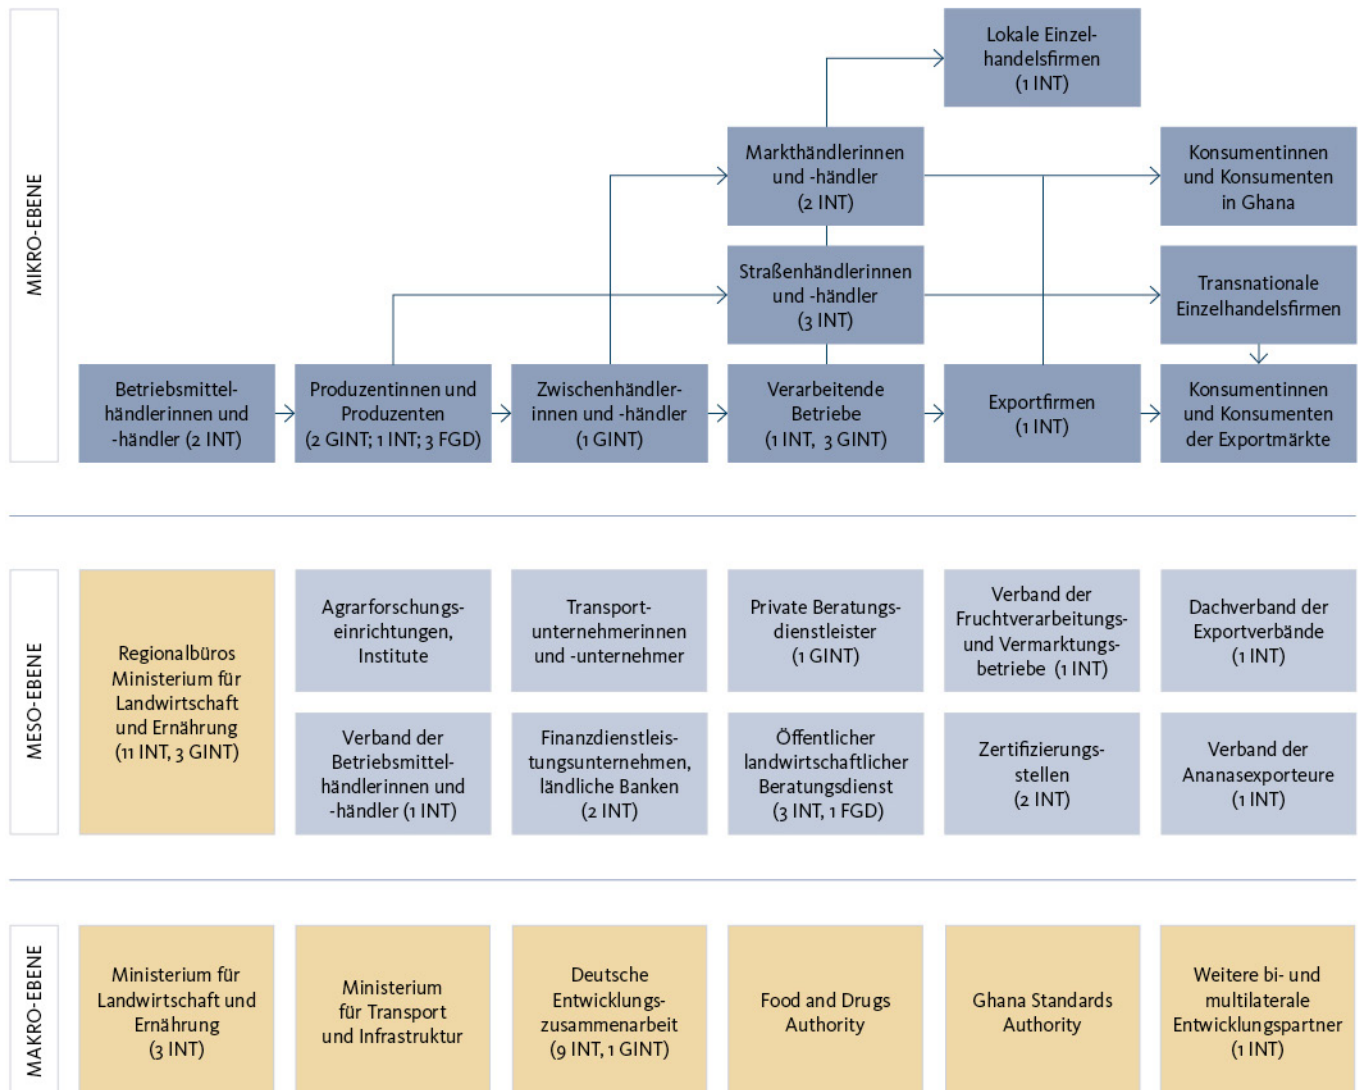 MIKRO-EBENE
Lokale Einzel-
handelsfirmen
(1 INT)
Markthändlerinnen
und -händler
(2 INT)
Konsumentinnen
und Konsumenten
in Ghana
Straßenhändlerinnen
und -händler
(3 INT)
Transnationale
Einzelhandelsfirmen
Betriebsmittel-
händlerinnen und
-händler (2 INT)
Produzentinnen und
Produzenten
(2 GINT; 1 INT; 3 FGD)
Zwischenhändler-
innen und -händler
(1 GINT)
Verarbeitende
Betriebe
(1 INT, 3 GINT)
Exportfirmen
(1 INT)
Konsumentinnen
und Konsumenten
der Exportmärkte
MESO-EBENE
Regionalbüros
Ministerium für
Landwirtschaft
und Ernährung
(11 INT, 3 GINT)
Agrarforschungs-
einrichtungen,
Institute
Transport-
unternehmerinnen
und -unternehmer
Private Beratungs-
dienstleister
(1 GINT)
Verband der
Fruchtverarbeitungs-
und Vermarktungs-
betriebe (1 INT)
Dachverband der
Exportverbände
(1 INT)
Verband der
Betriebsmittel-
händlerinnen und
-händler (1 INT)
Finanzdienstleis-
tungsunternehmen,
ländliche Banken
(2 INT)
Öffentlicher
landwirtschaftlicher
Beratungsdienst
(3 INT, 1 FGD)
Zertifizierungs-
stellen
(2 INT)
Verband der
Ananasexporteure
(1 INT)
MAKRO-EBENE
Ministerium für
Landwirtschaft und
Ernährung
(3 INT)
Ministerium
für Transport
und Infrastruktur
Deutsche
Entwicklungs-
zusammenarbeit
(9 INT, 1 GINT)
Food and Drugs
Authority
Ghana Standards
Authority
Weitere bi- und
multilaterale
Entwicklungspartner
(1 INT)